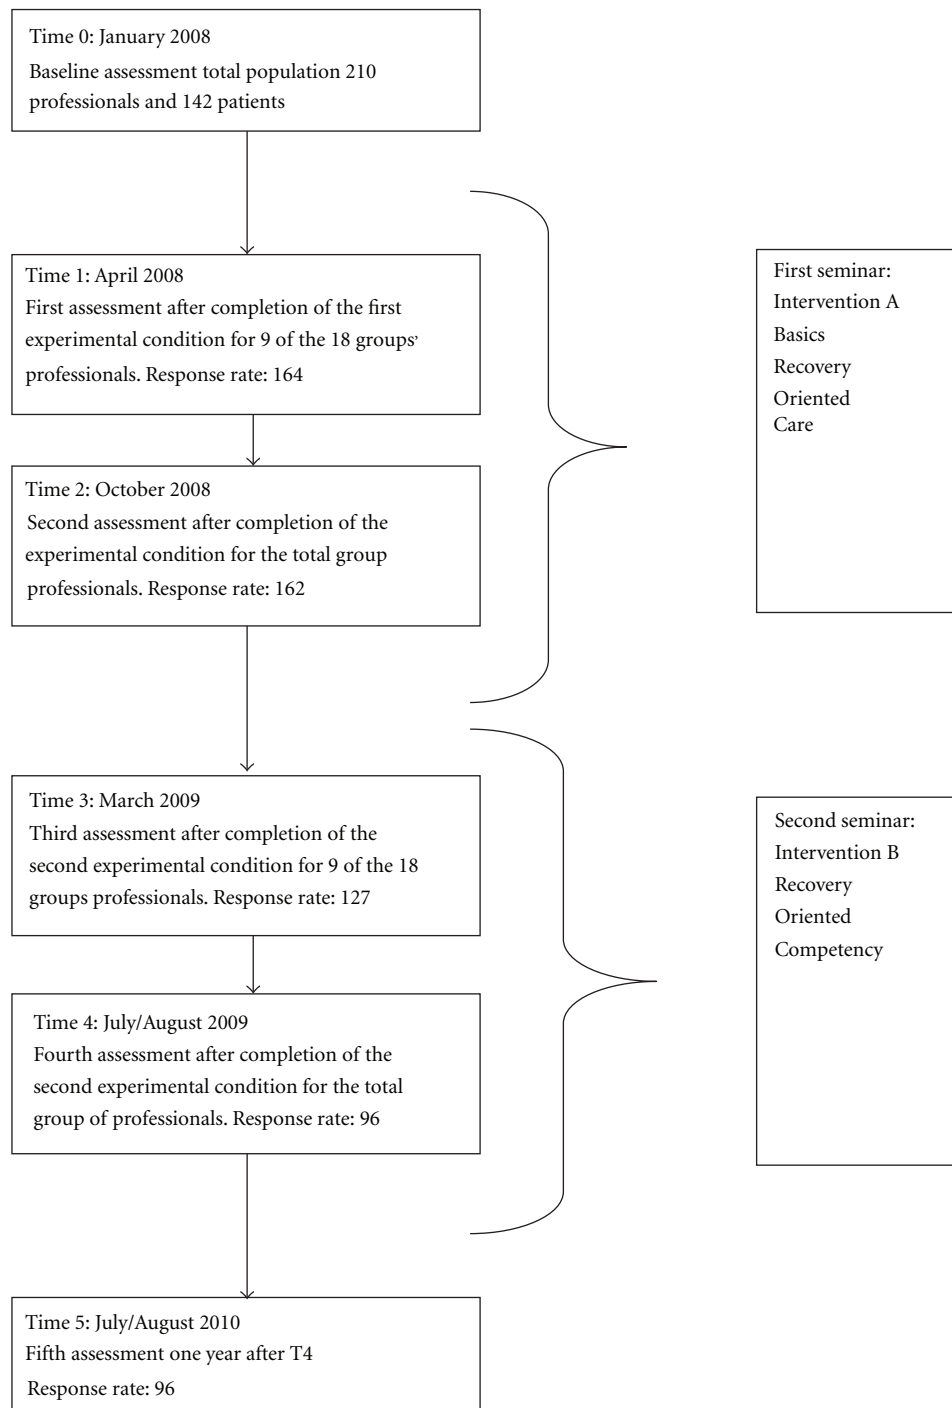 Time 0: January 2008
Baseline assessment total population 210
professionals and 142 patients
Time 1: April 2008
First assessment after completion of the first
experimental condition for 9 of the 18 groups’
professionals. Response rate: 164
Time 2: October 2008
Second assessment after completion of the
experimental condition for the total group
professionals. Response rate: 162
First seminar:
Intervention A
Basics
Recovery
Oriented
Care
Time 3: March 2009
Third assessment after completion of the
second experimental condition for 9 of the 18
groups professionals. Response rate: 127
Time 4: July/August 2009
Fourth assessment after completion of the
second experimental condition for the total
group of professionals. Response rate: 96
Second seminar:
Intervention B
Recovery
Oriented
Competency
Time 5: July/August 2010
Fifth assessment one year after T4
Response rate: 96